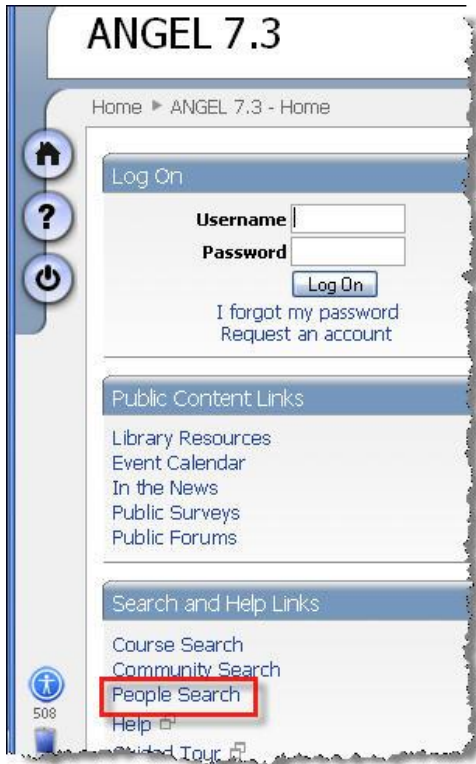 ANGEL 7.3
Home ▶ ANGEL 7.3 - Home
Log On
Username
Password
Log On
I forgot my password
Request an account
Public Content Links
Library Resources
Event Calendar
In the News
Public Surveys
Public Forums
Search and Help Links
Course Search
Community Search
People Search
Help
Guided Tour
?
508